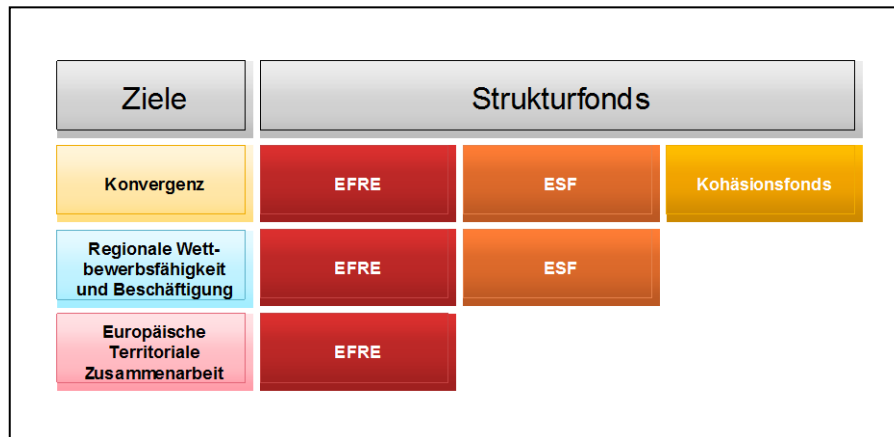 Ziele
Strukturfonds
Konvergenz
EFRE
ESF
Kohäsionsfonds
Regionale Wett-
bewerbsfähigkeit
und Beschäftigung
EFRE
ESF
Europäische
Territoriale
Zusammenarbeit
EFRE